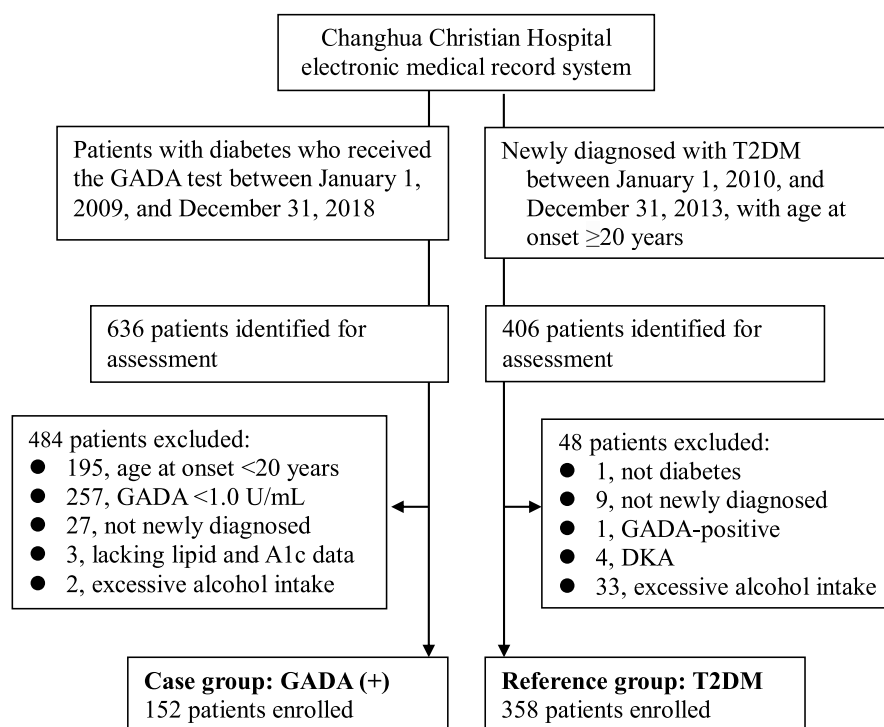 Changhua Christian Hospital
electronic medical record system
Patients with diabetes who received
the GADA test between January 1,
2009, and December 31, 2018
Newly diagnosed with T2DM
between January 1, 2010, and
December 31, 2013, with age at
onset ≥20 years
636 patients identified for
assessment
406 patients identified for
assessment
484 patients excluded:
● 195, age at onset <20 years
● 257, GADA <1.0 U/mL
● 27, not newly diagnosed
● 3, lacking lipid and A1c data
● 2, excessive alcohol intake
48 patients excluded:
● 1, not diabetes
● 9, not newly diagnosed
● 1, GADA-positive
● 4, DKA
● 33, excessive alcohol intake
Case group: GADA (+)
152 patients enrolled
Reference group: T2DM
358 patients enrolled